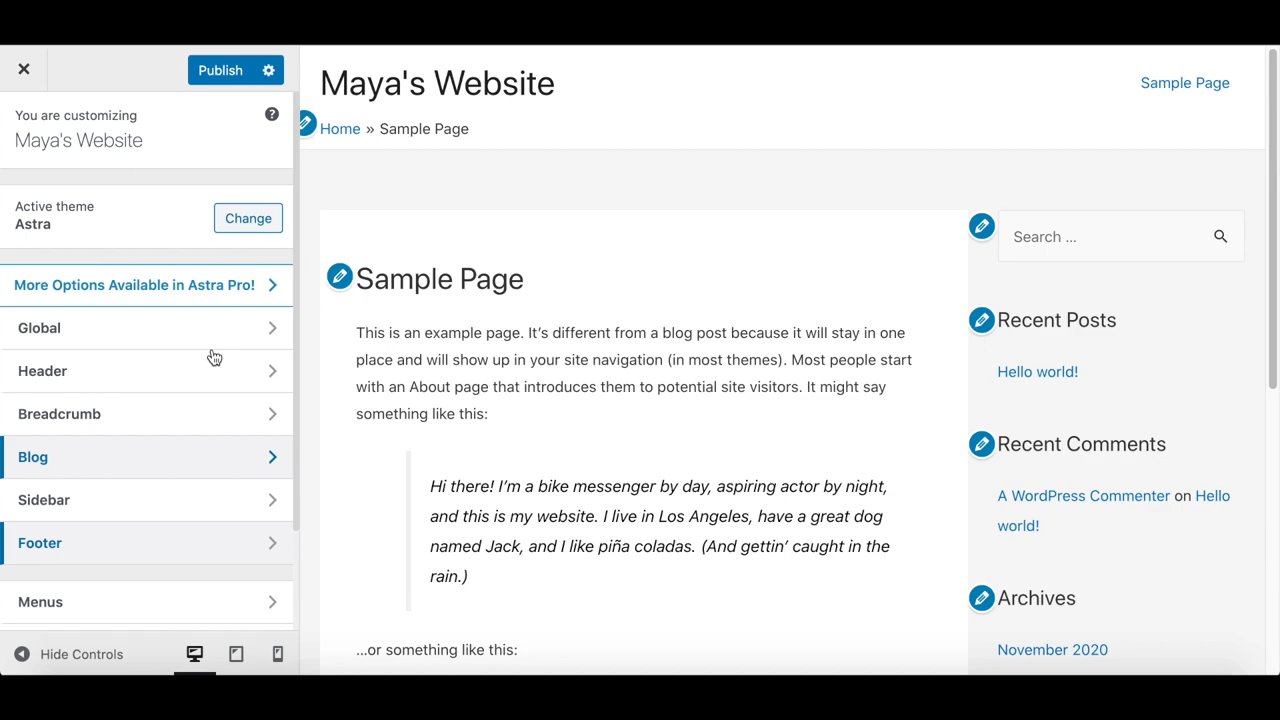 Publish
You are customizing
Maya's Website
Active theme
Astra
Change
More Options Available in Astra Pro!
Global
Header
Breadcrumb
Blog
Sidebar
Footer
Menus
Hide Controls
Maya's Website
Sample Page
Home » Sample Page
Sample Page
This is an example page. It’s different from a blog post because it will stay in one
place and will show up in your site navigation (in most themes). Most people start
with an About page that introduces them to potential site visitors. It might say
something like this:
Hi there! I’m a bike messenger by day, aspiring actor by night,
and this is my website. I live in Los Angeles, have a great dog
named Jack, and I like piña coladas. (And gettin’ caught in the
rain.)
...or something like this:
Search ...
Recent Posts
Hello world!
Recent Comments
A WordPress Commenter on Hello
world!
Archives
November 2020